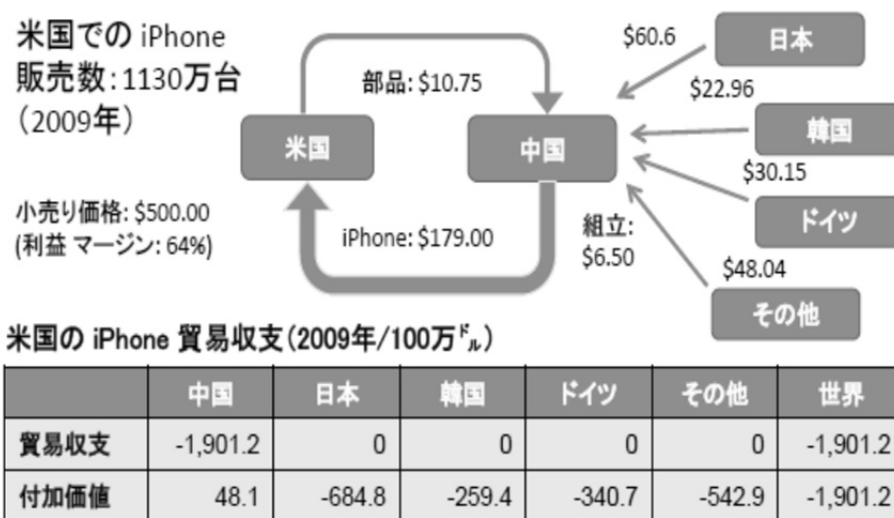 米国での iPhone
販売数:1130万台
(2009年)
小売り価格: $500.00
(利益 マージン: 64%)
部品: $10.75
米国
中国
iPhone: $179.00
組立:
$6.50
$60.6
日本
$22.96
韓国
$30.15
ドイツ
$48.04
その他
米国の iPhone 貿易収支(2009年/100万㌦)
中国 日本 韓国 ドイツ その他 世界
貿易収支 -1,901.2 0 0 0 0 -1,901.2
付加価値 48.1 -684.8 -259.4 -340.7 -542.9 -1,901.2